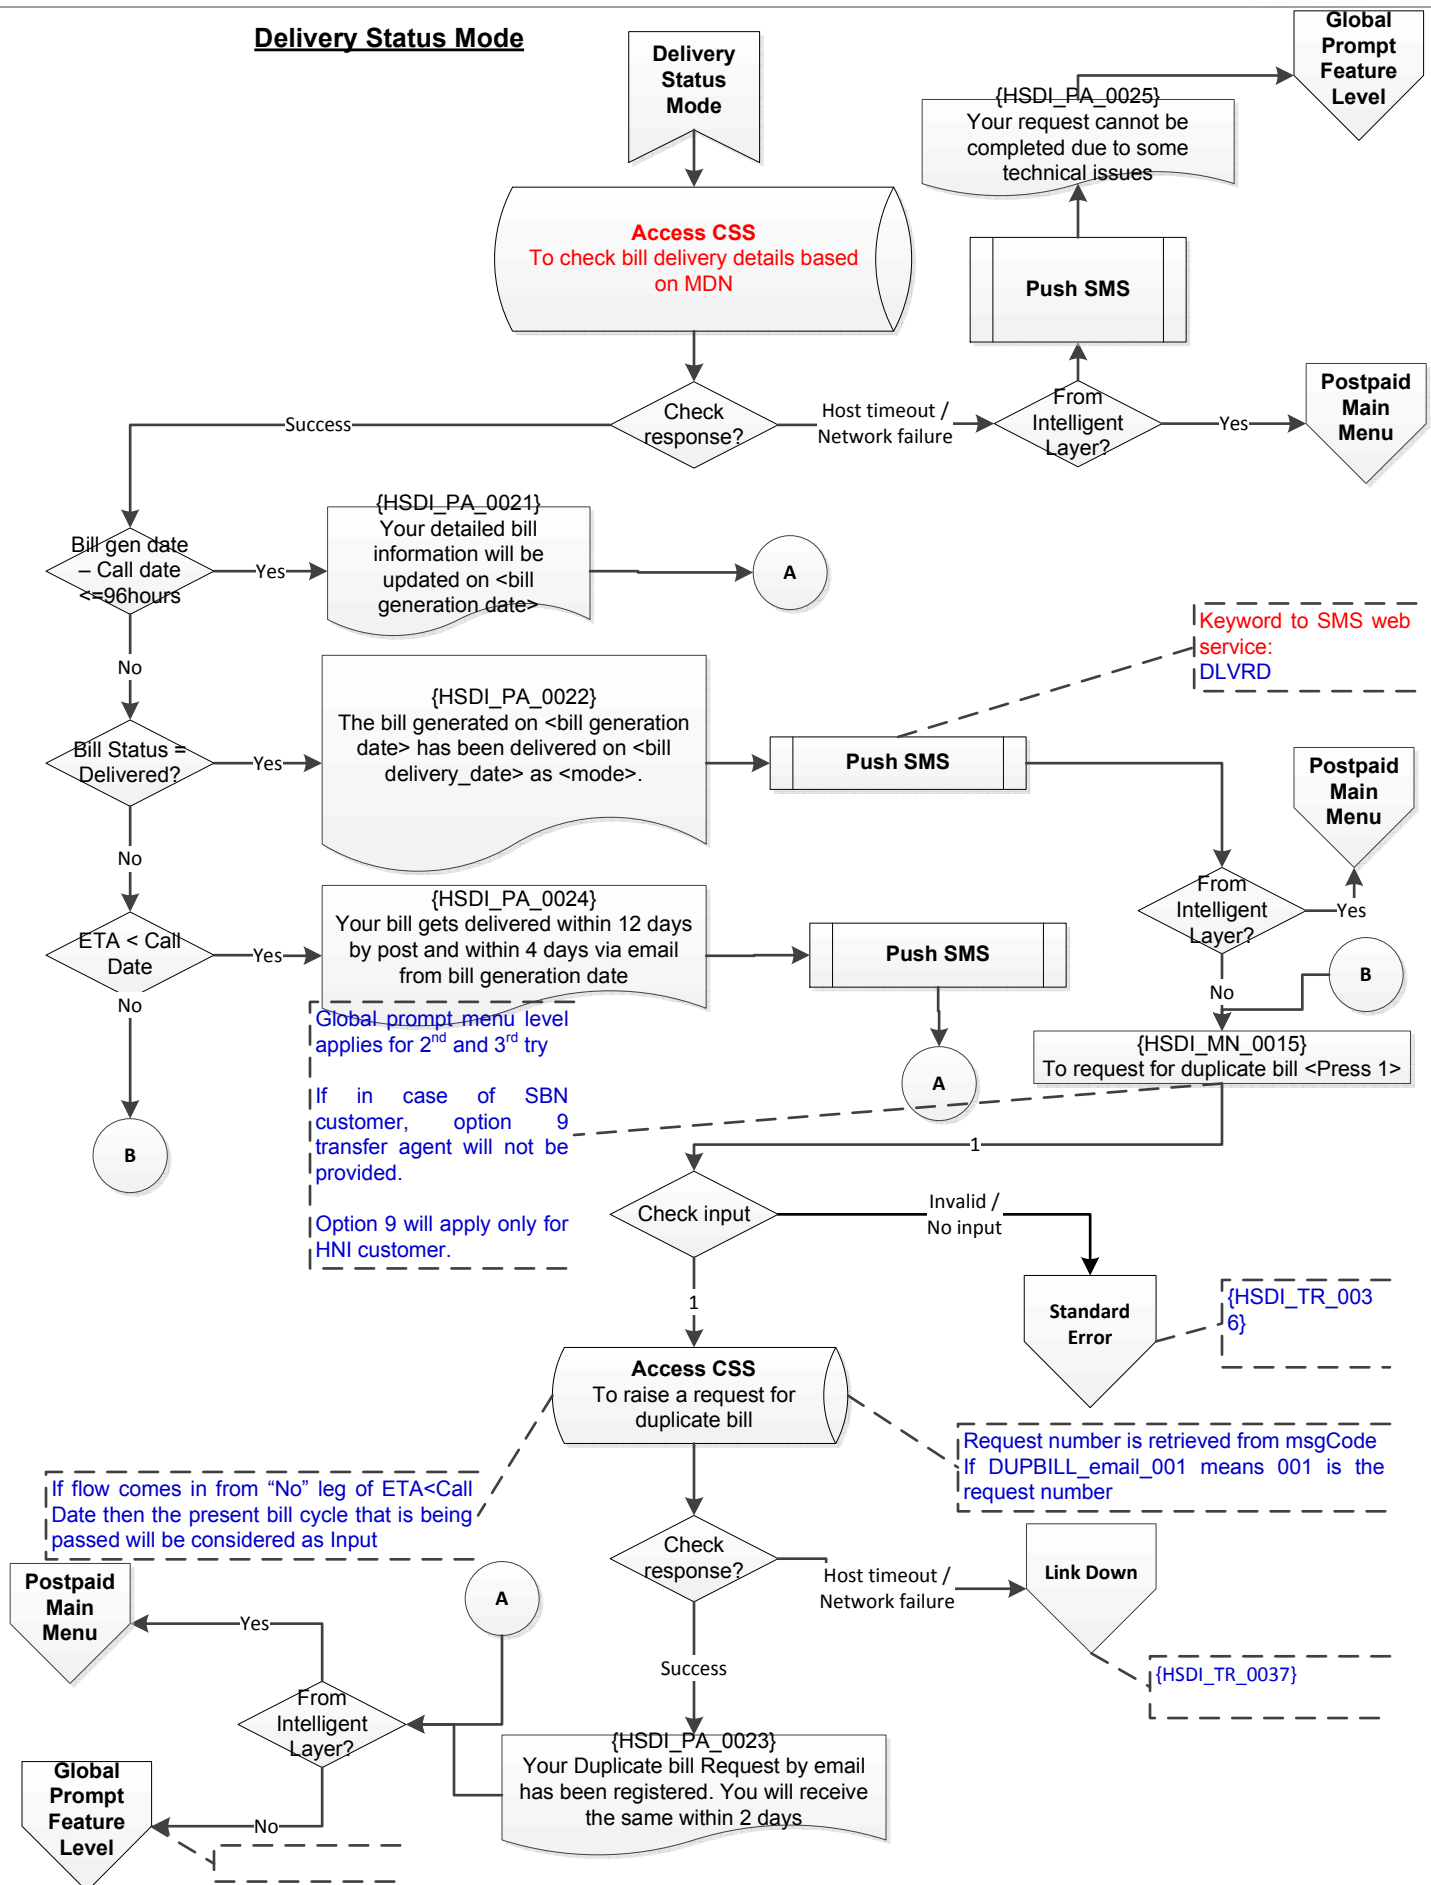 Delivery Status Mode
Delivery
Status
Mode
Global
Prompt
Feature
Level
{HSDI_PA_0025}
Your request cannot be
completed due to some
technical issues
Access CSS
To check bill delivery details based
on MDN
Push SMS
Check
response?
Host timeout /
Network failure
From
Intelligent
Layer?
Yes
Postpaid
Main
Menu
Success
Bill gen date
– Call date
<=96hours
Yes
{HSDI_PA_0021}
Your detailed bill
information will be
updated on <bill
generation date>
A
No
Keyword to SMS web
service:
DLVRD
Bill Status =
Delivered?
Yes
{HSDI_PA_0022}
The bill generated on <bill generation
date> has been delivered on <bill
delivery_date> as <mode>.
Push SMS
Postpaid
Main
Menu
No
From
Intelligent
Layer?
Yes
ETA < Call
Date
Yes
{HSDI_PA_0024}
Your bill gets delivered within 12 days
by post and within 4 days via email
from bill generation date
Push SMS
B
No
No
Global prompt menu level
applies for 2nd and 3rd try
If in case of SBN
customer, option 9
transfer agent will not be
provided.
Option 9 will apply only for
HNI customer.
A
{HSDI_MN_0015}
To request for duplicate bill <Press 1>
B
1
Check input
Invalid /
No input
1
Standard
Error
{HSDI_TR_003
6}
Access CSS
To raise a request for
duplicate bill
Request number is retrieved from msgCode
If DUPBILL_email_001 means 001 is the
request number
If flow comes in from “No” leg of ETA<Call
Date then the present bill cycle that is being
passed will be considered as Input
Check
response?
Host timeout /
Network failure
Link Down
Postpaid
Main
Menu
Yes
A
Success
{HSDI_TR_0037}
From
Intelligent
Layer?
{HSDI_PA_0023}
Your Duplicate bill Request by email
has been registered. You will receive
the same within 2 days
Global
Prompt
Feature
Level
No